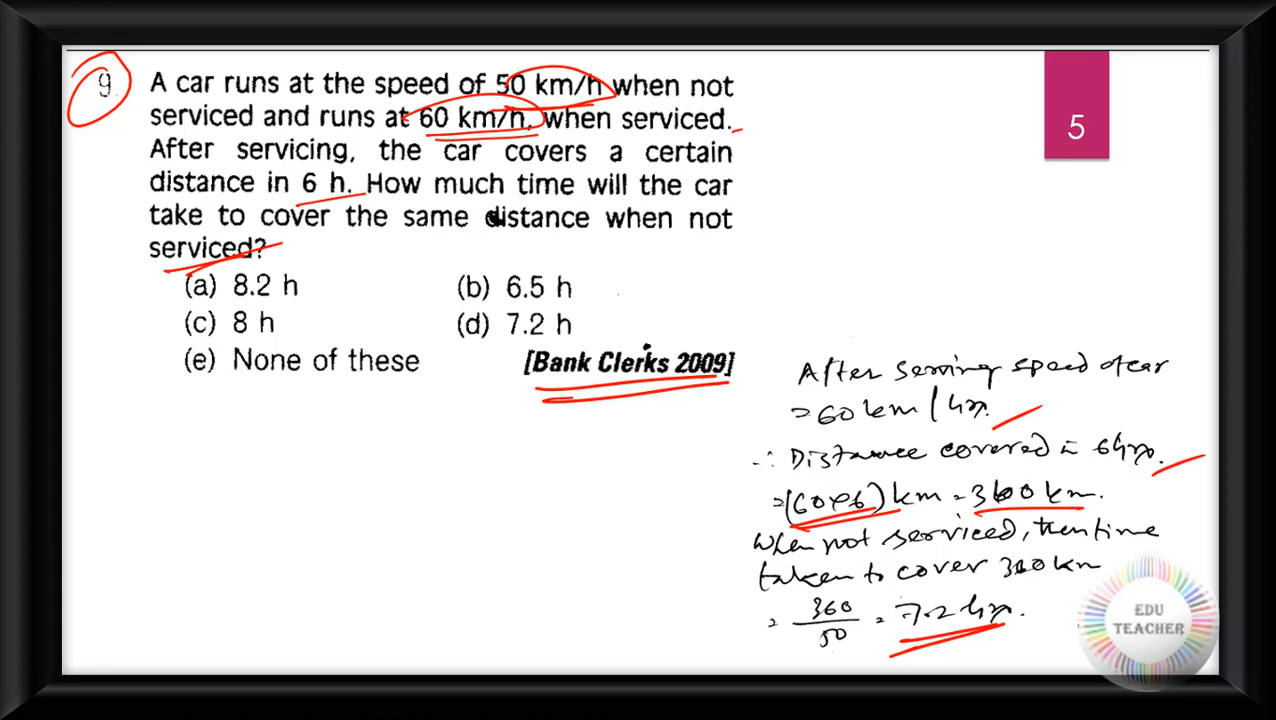 9.
A car runs at the speed of 50 km/h when not
serviced and runs at 60 km/h, when serviced.
After servicing, the car covers a certain
distance in 6 h. How much time will the car
take to cover the same distance when not
serviced?
(a) 8.2 h (b) 6.5 h
(c) 8 h (d) 7.2 h
(e) None of these [Bank Clerks 2009]
5
After serving speed of car
= 60 km/hr.
∴ Distance covered in 6 hrs.
= (60×6) km = 360 km.
When not serviced, then time
taken to cover 360 km
= 360/50 = 7.2 hrs.
EDU
TEACHER